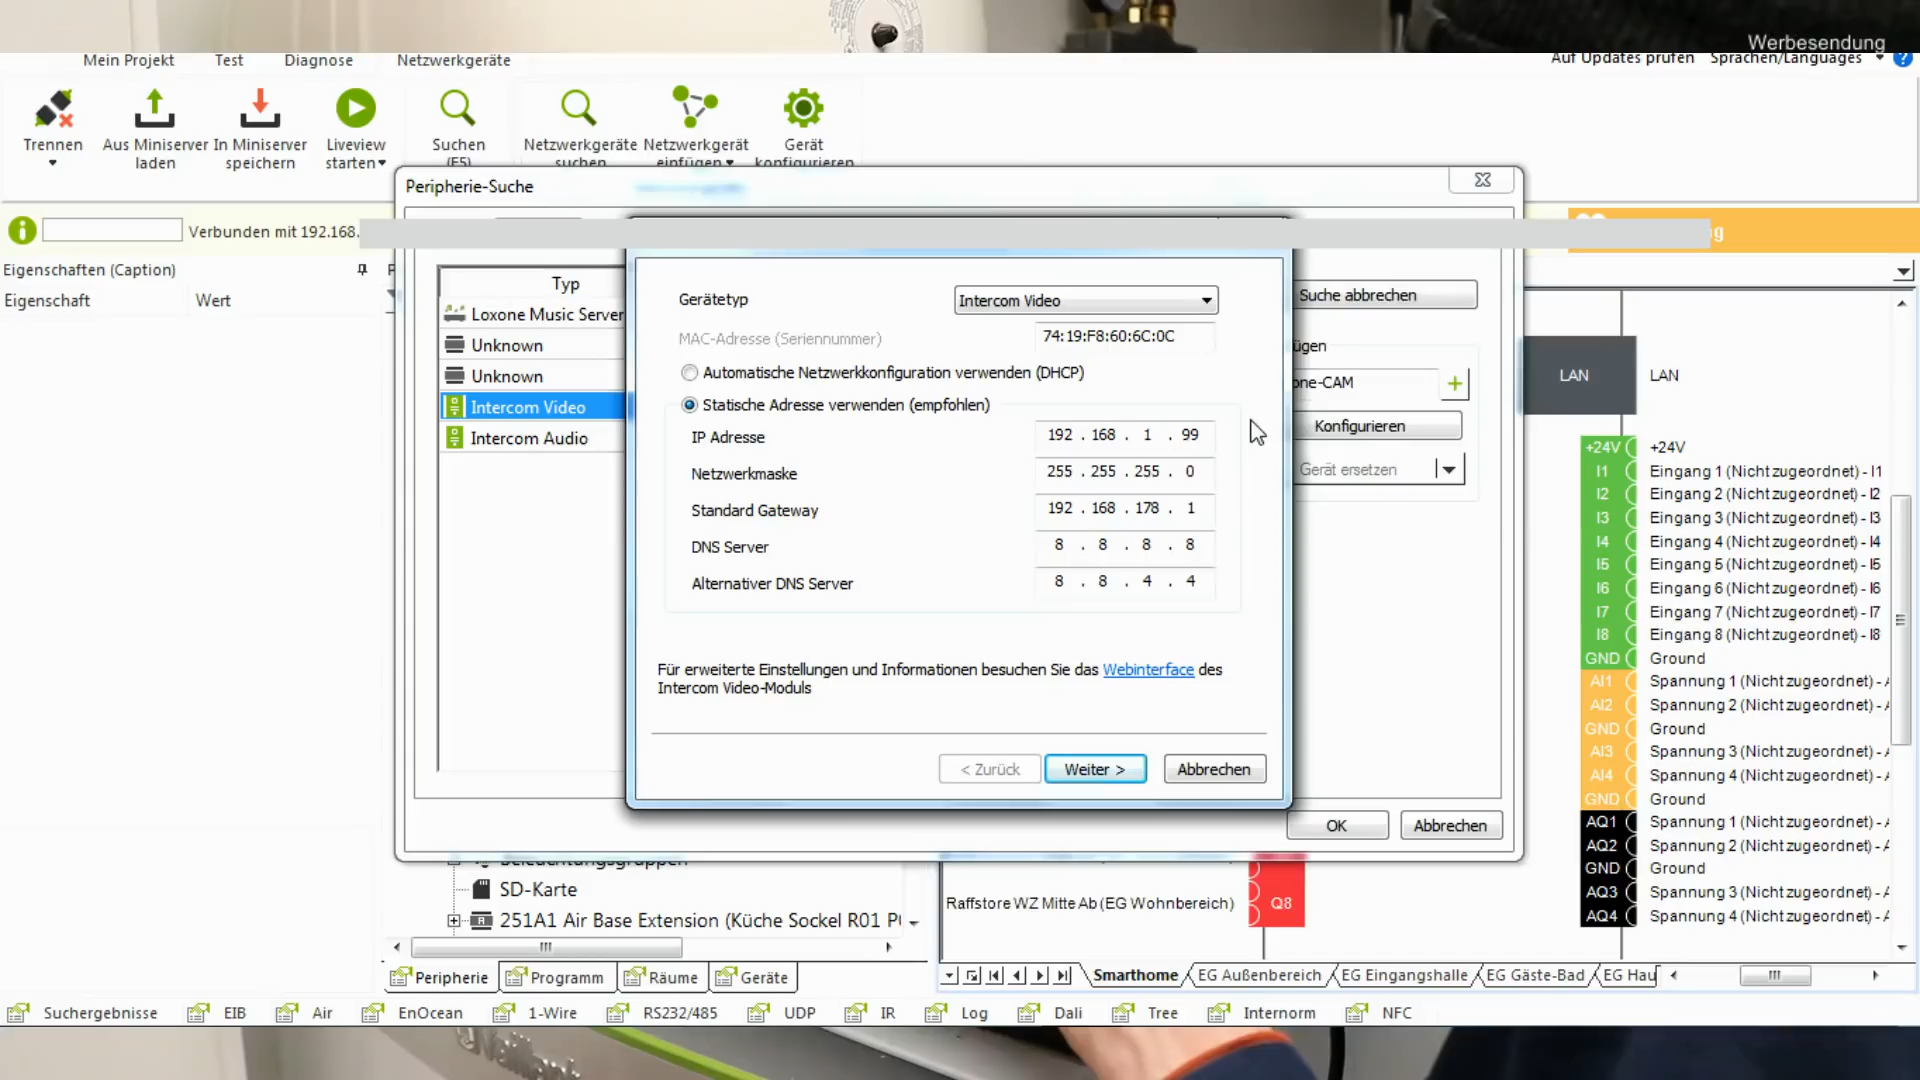 Werbesendung
Mein Projekt Test Diagnose Netzwerkgeräte
Auf Updates prüfen Sprachen/Languages
Trennen
Aus Miniserver laden
In Miniserver speichern
Liveview starten
Suchen (F5)
Netzwerkgeräte suchen
Netzwerkgerät einfügen
Gerät konfigurieren
Peripherie-Suche
Verbunden mit 192.168.
Eigenschaften (Caption)
Eigenschaft Wert
Typ
Loxone Music Server
Unknown
Unknown
Intercom Video
Intercom Audio
Gerätetyp Intercom Video
MAC-Adresse (Seriennummer) 74:19:F8:60:6C:0C
Automatische Netzwerkkonfiguration verwenden (DHCP)
Statische Adresse verwenden (empfohlen)
IP Adresse 192 . 168 . 1 . 99
Netzwerkmaske 255 . 255 . 255 . 0
Standard Gateway 192 . 168 . 178 . 1
DNS Server 8 . 8 . 8 . 8
Alternativer DNS Server 8 . 8 . 4 . 4
Für erweiterte Einstellungen und Informationen besuchen Sie das Webinterface des
Intercom Video-Moduls
< Zurück Weiter > Abbrechen
Suche abbrechen
ügen
one-CAM
Konfigurieren
Gerät ersetzen
OK Abbrechen
LAN LAN
+24V +24V
I1 Eingang 1 (Nicht zugeordnet) - I1
I2 Eingang 2 (Nicht zugeordnet) - I2
I3 Eingang 3 (Nicht zugeordnet) - I3
I4 Eingang 4 (Nicht zugeordnet) - I4
I5 Eingang 5 (Nicht zugeordnet) - I5
I6 Eingang 6 (Nicht zugeordnet) - I6
I7 Eingang 7 (Nicht zugeordnet) - I7
I8 Eingang 8 (Nicht zugeordnet) - I8
GND Ground
AI1 Spannung 1 (Nicht zugeordnet) - A
AI2 Spannung 2 (Nicht zugeordnet) - A
GND Ground
AI3 Spannung 3 (Nicht zugeordnet) - A
AI4 Spannung 4 (Nicht zugeordnet) - A
GND Ground
AQ1 Spannung 1 (Nicht zugeordnet) - A
AQ2 Spannung 2 (Nicht zugeordnet) - A
GND Ground
AQ3 Spannung 3 (Nicht zugeordnet) - A
AQ4 Spannung 4 (Nicht zugeordnet) - A
Beleuchtungsgruppen
SD-Karte
251A1 Air Base Extension (Küche Sockel R01
Raffstore WZ Mitte Ab (EG Wohnbereich) Q8
Peripherie Programm Räume Geräte
Smarthome EG Außenbereich EG Eingangshalle EG Gäste-Bad EG Hau
Suchergebnisse EIB Air EnOcean 1-Wire RS232/485 UDP IR Log Dali Tree Internorm NFC